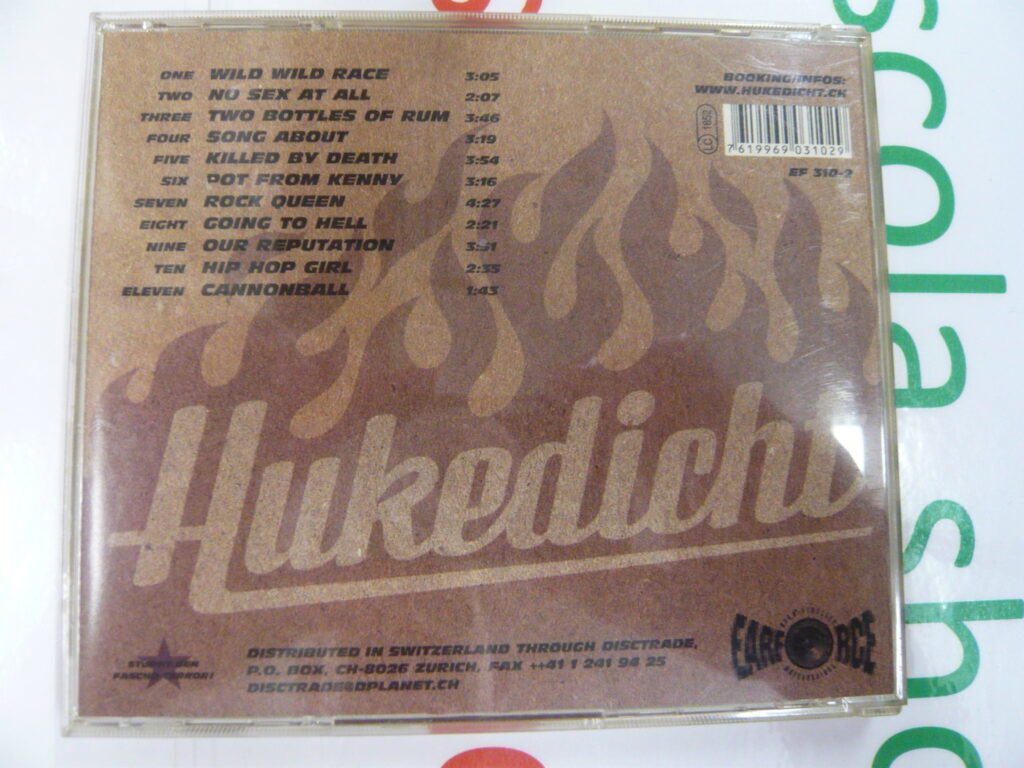 ONE WILD WILD RACE 3:05
TWO NO SEX AT ALL 2:07
THREE TWO BOTTLES OF RUM 3:46
FOUR SONG ABOUT 3:19
FIVE KILLED BY DEATH 3:54
SIX POT FROM KENNY 3:16
SEVEN ROCK QUEEN 4:27
EIGHT GOING TO HELL 2:21
NINE OUR REPUTATION
TEN HIP HOP GIRL 2:35
ELEVEN CANNONBALL 1:43
BOOKING/INFOS:
WWW.HUKEDICHT.CH
LC 1852
7 619969 031029
EF 310-2
Hukedicht
DISTRIBUTED IN SWITZERLAND THROUGH DISCTRADE,
P.O. BOX, CH-8026 ZURICH, FAX ++41 1 241 94 25
DISCTRADE@DPLANET.CH
EARFORCE
scola sho